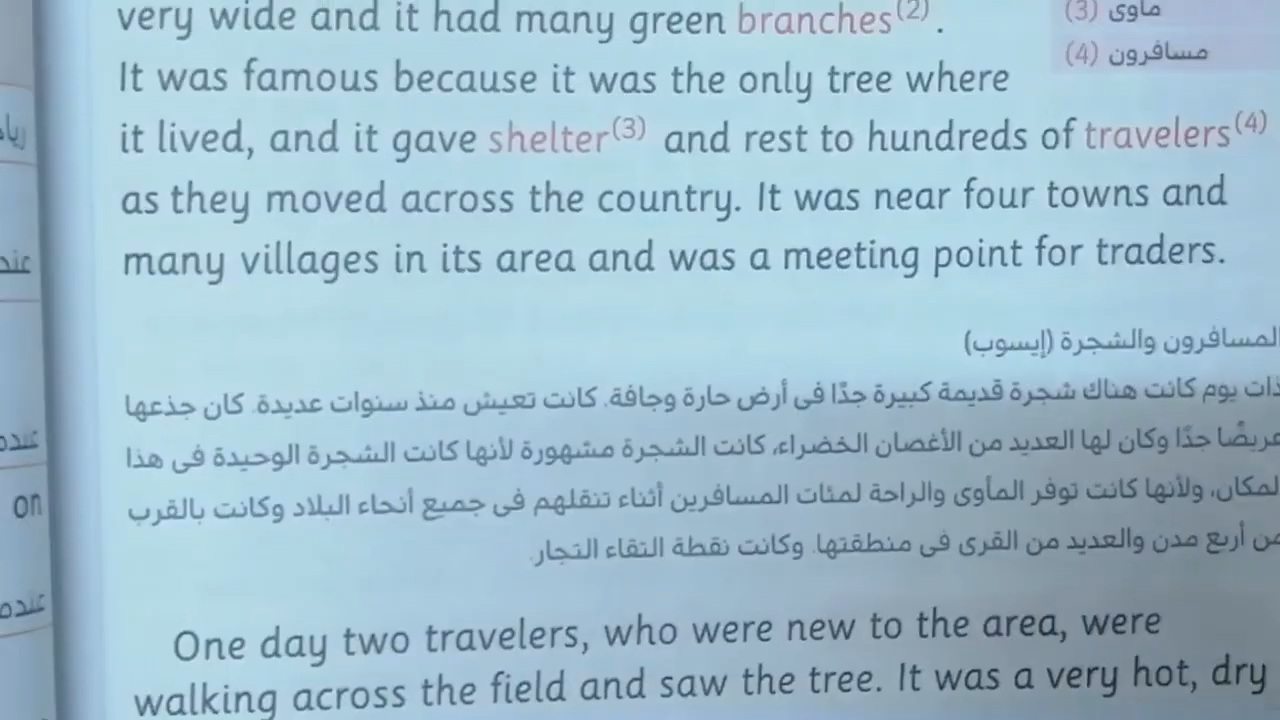 very wide and it had many green branches(2).
(3) مأوى
(4) مسافرون
It was famous because it was the only tree where
it lived, and it gave shelter(3) and rest to hundreds of travelers(4)
as they moved across the country. It was near four towns and
many villages in its area and was a meeting point for traders.
المسافرون والشجرة (إيسوب)
ذات يوم كانت هناك شجرة قديمة كبيرة جدًا فى أرض حارة وجافة. كانت تعيش منذ سنوات عديدة. كان جذعها
عريضًا جدًا وكان لها العديد من الأغصان الخضراء، كانت الشجرة مشهورة لأنها كانت الشجرة الوحيدة فى هذا
المكان، ولأنها كانت توفر المأوى والراحة لمئات المسافرين أثناء تنقلهم فى جميع أنحاء البلاد وكانت بالقرب
من أربع مدن والعديد من القرى فى منطقتها. وكانت نقطة التقاء التجار.
One day two travelers, who were new to the area, were
walking across the field and saw the tree. It was a very hot, dry
on